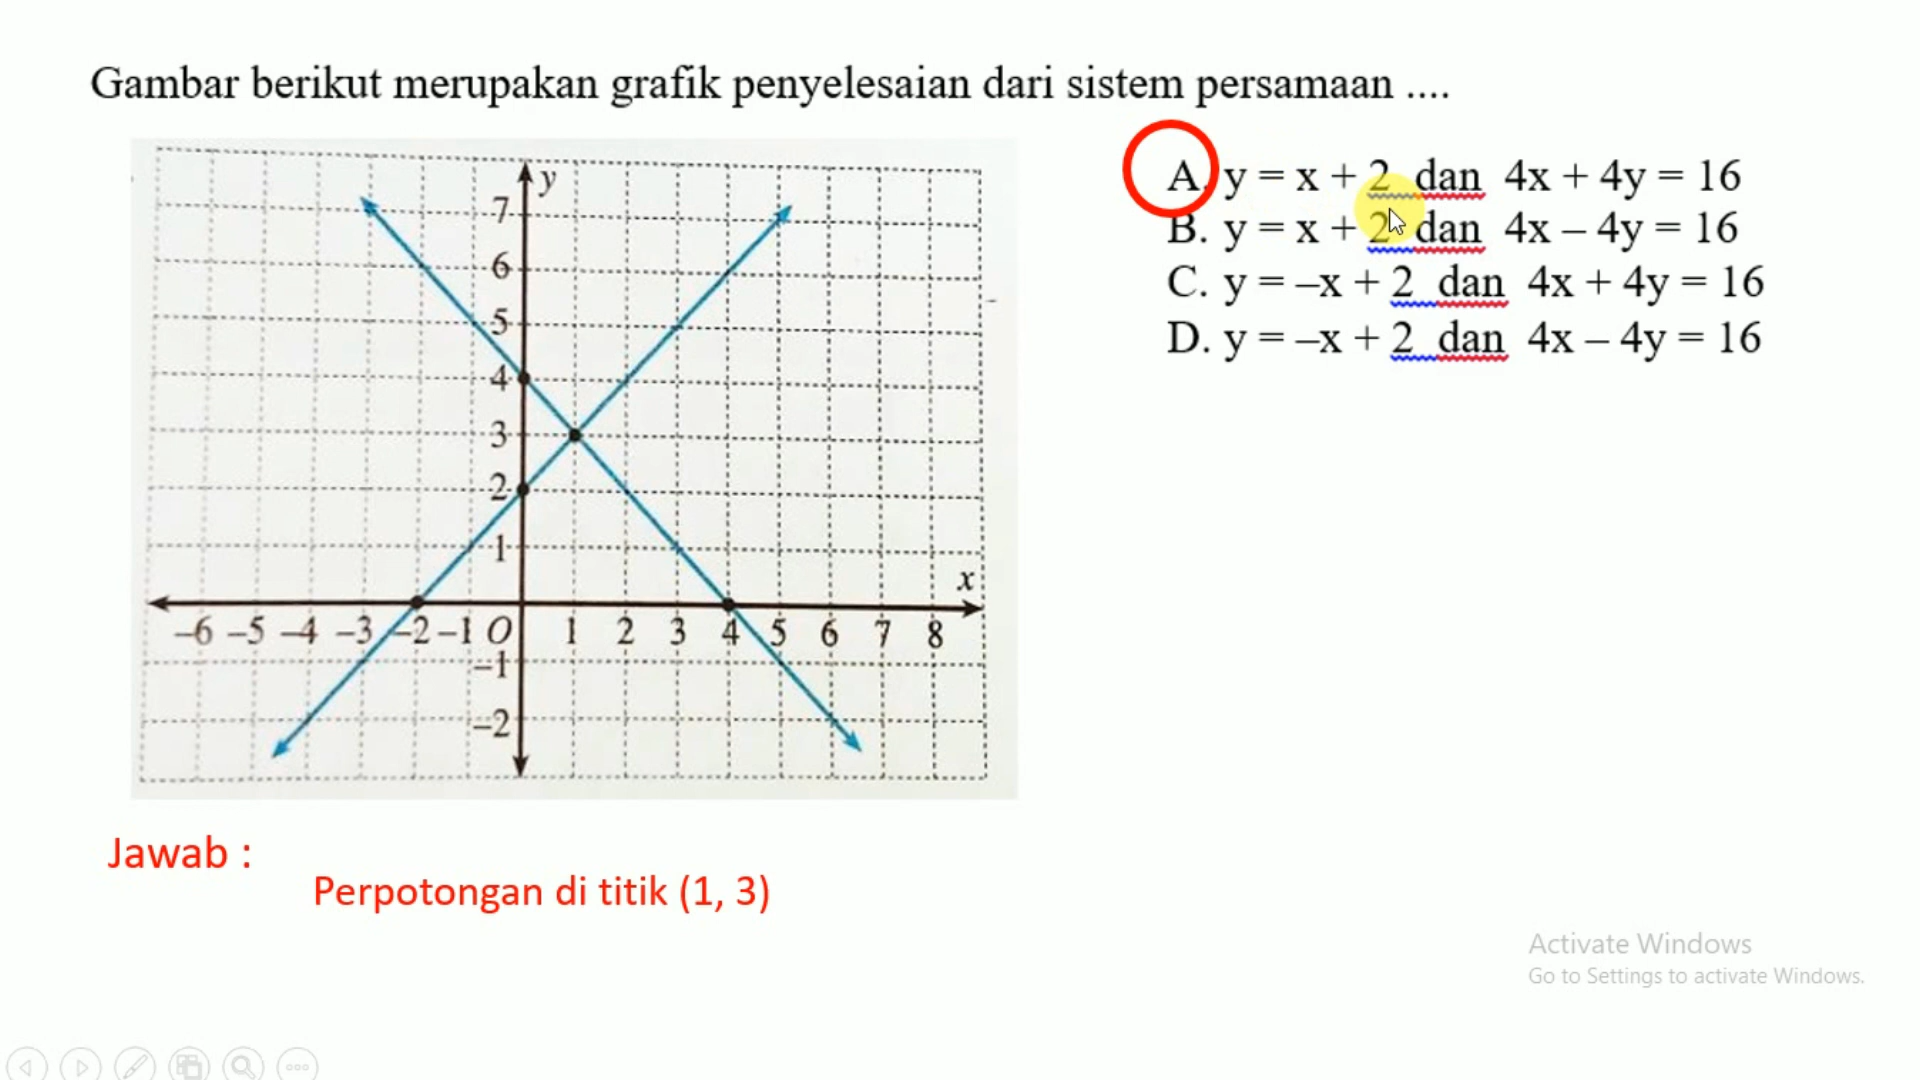 Gambar berikut merupakan grafik penyelesaian dari sistem persamaan ....
A. y = x + 2 dan 4x + 4y = 16
B. y = x + 2 dan 4x – 4y = 16
C. y = –x + 2 dan 4x + 4y = 16
D. y = –x + 2 dan 4x – 4y = 16
y
7
6
5
4
3
2
1
x
–6 –5 –4 –3 –2 –1 O 1 2 3 4 5 6 7 8
–1
–2
Jawab :
Perpotongan di titik (1, 3)
Activate Windows
Go to Settings to activate Windows.